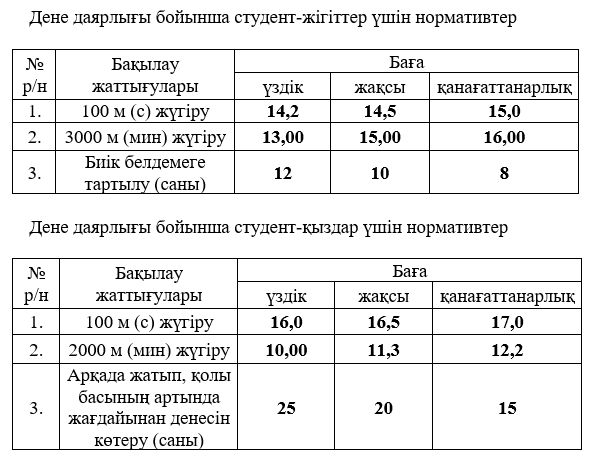 Дене даярлығы бойынша студент-жігіттер үшін нормативтер
№ р/н Бақылау жаттығулары Баға
үздік жақсы қанағаттанарлық
1. 100 м (с) жүгіру 14,2 14,5 15,0
2. 3000 м (мин) жүгіру 13,00 15,00 16,00
3. Биік белдемеге тартылу (саны) 12 10 8
Дене даярлығы бойынша студент-қыздар үшін нормативтер
№ р/н Бақылау жаттығулары Баға
үздік жақсы қанағаттанарлық
1. 100 м (с) жүгіру 16,0 16,5 17,0
2. 2000 м (мин) жүгіру 10,00 11,3 12,2
3. Арқада жатып, қолы басының артында жағдайынан денесін көтеру (саны) 25 20 15